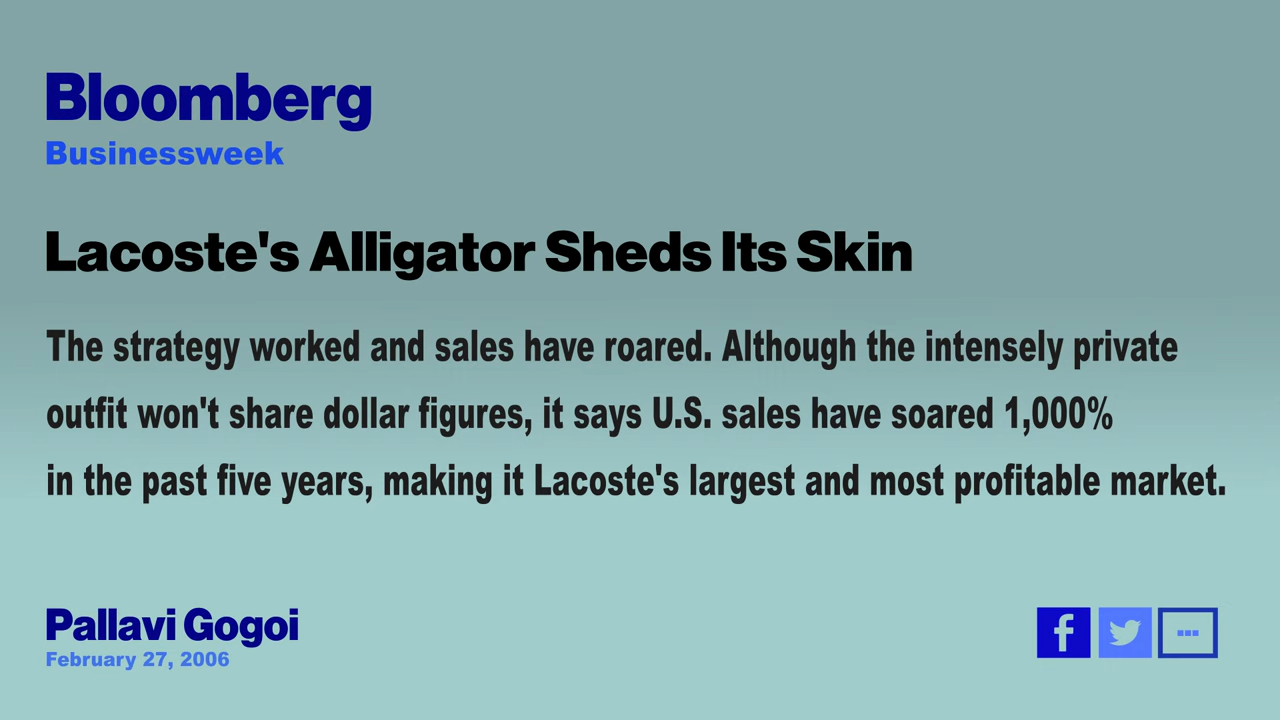 Bloomberg
Businessweek
Lacoste's Alligator Sheds Its Skin
The strategy worked and sales have roared. Although the intensely private
outfit won't share dollar figures, it says U.S. sales have soared 1,000%
in the past five years, making it Lacoste's largest and most profitable market.
Pallavi Gogoi
February 27, 2006